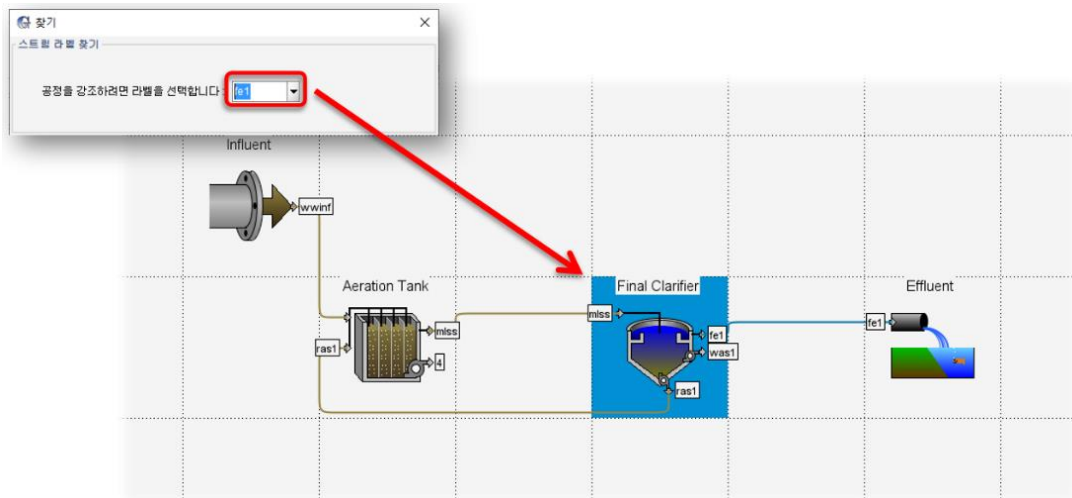 찾기
스트림 라벨 찾기
공정을 강조하려면 라벨을 선택합니다 : fe1
Influent
wwinf
Aeration Tank
Final Clarifier
Effluent
mlss
fe1
mlss
fe1
ras1
was1
4
ras1